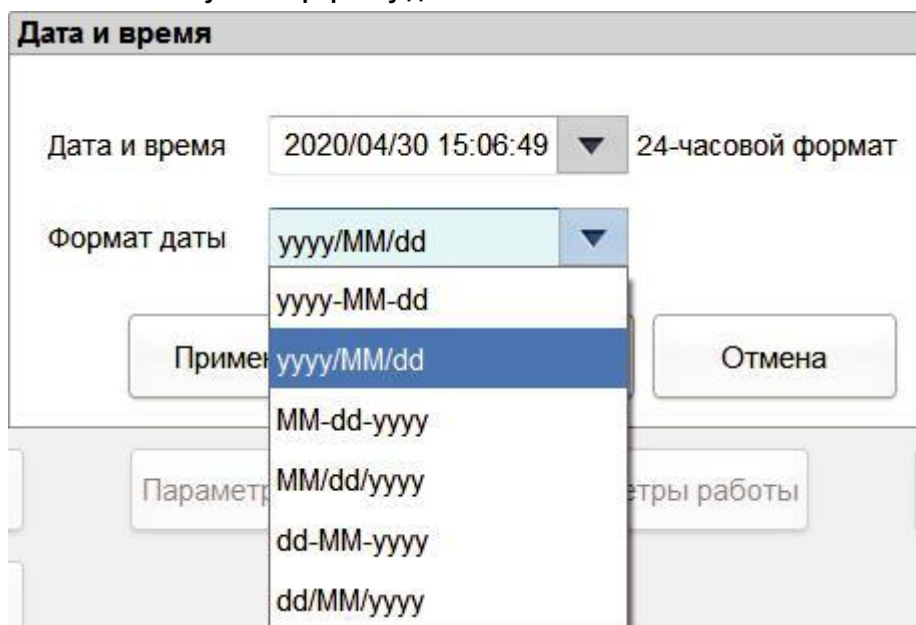 Дата и время
Дата и время 2020/04/30 15:06:49 24-часовой формат
Формат даты yyyy/MM/dd
yyyy-MM-dd
yyyy/MM/dd Отмена
MM-dd-yyyy
MM/dd/yyyy работы
dd-MM-yyyy
dd/MM/yyyy